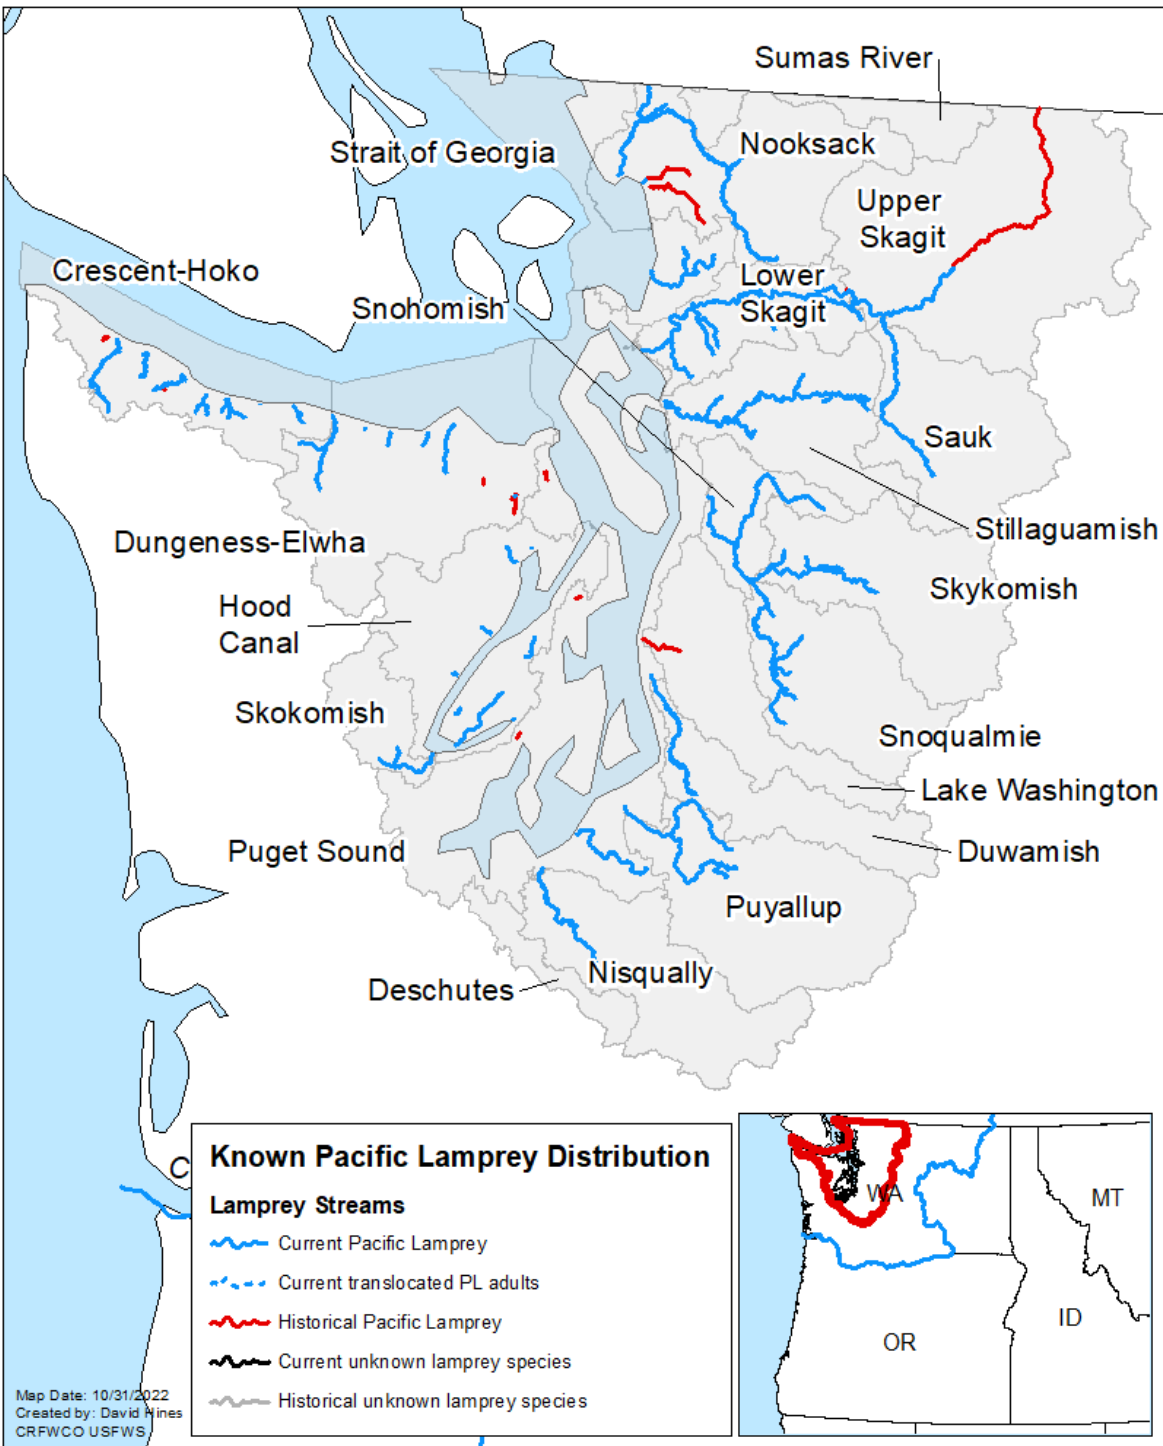 Sumas River
Nooksack
Strait of Georgia
Upper
Skagit
Crescent-Hoko
Lower
Skagit
Snohomish
Sauk
Stillaguamish
Dungeness-Elwha
Skykomish
Hood
Canal
Skokomish
Snoqualmie
Lake Washington
Puget Sound
Duwamish
Puyallup
Nisqually
Deschutes
C
Known Pacific Lamprey Distribution
Lamprey Streams
Current Pacific Lamprey
Current translocated PL adults
Historical Pacific Lamprey
Current unknown lamprey species
Historical unknown lamprey species
Map Date: 10/31/2022
Created by: David Hines
CRFWCO USFWS
WA
MT
ID
OR